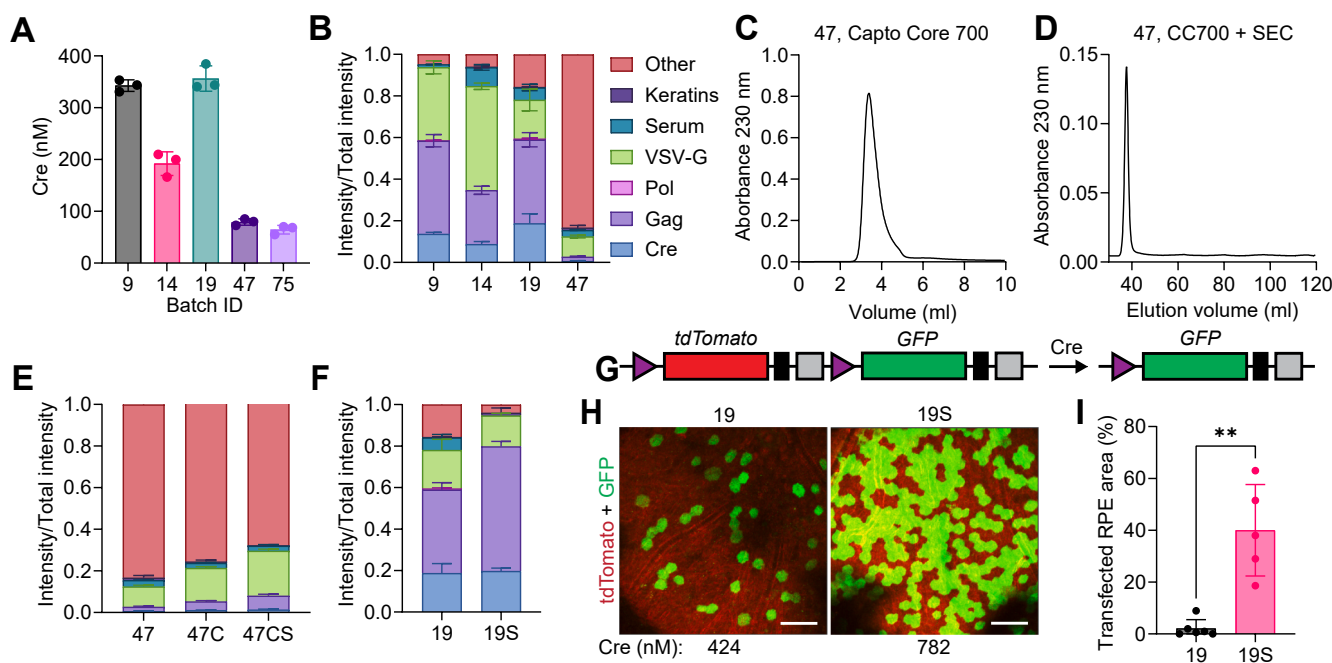 A
Cre (nM)
400
300
200
100
0
9 14 19 47 75
Batch ID
B
Intensity/Total intensity
1.0
0.8
0.6
0.4
0.2
0.0
9 14 19 47
Other
Keratins
Serum
VSV-G
Pol
Gag
Cre
C
47, Capto Core 700
Aborbance 230 nm
1.0
0.8
0.6
0.4
0.2
0.0
0 2 4 6 8 10
Volume (ml)
D
47, CC700 + SEC
Absorbance 230 nm
0.15
0.10
0.05
0.00
40 60 80 100 120
Elution volume (ml)
E
Intensity/Total intensity
1.0
0.8
0.6
0.4
0.2
0.0
47 47C 47CS
F
Intensity/Total intensity
1.0
0.8
0.6
0.4
0.2
0.0
19 19S
G
tdTomato GFP Cre GFP
H
19 19S
tdTomato + GFP
Cre (nM): 424 782
I
Transfected RPE area (%)
80
60
40
20
0
**
19 19S